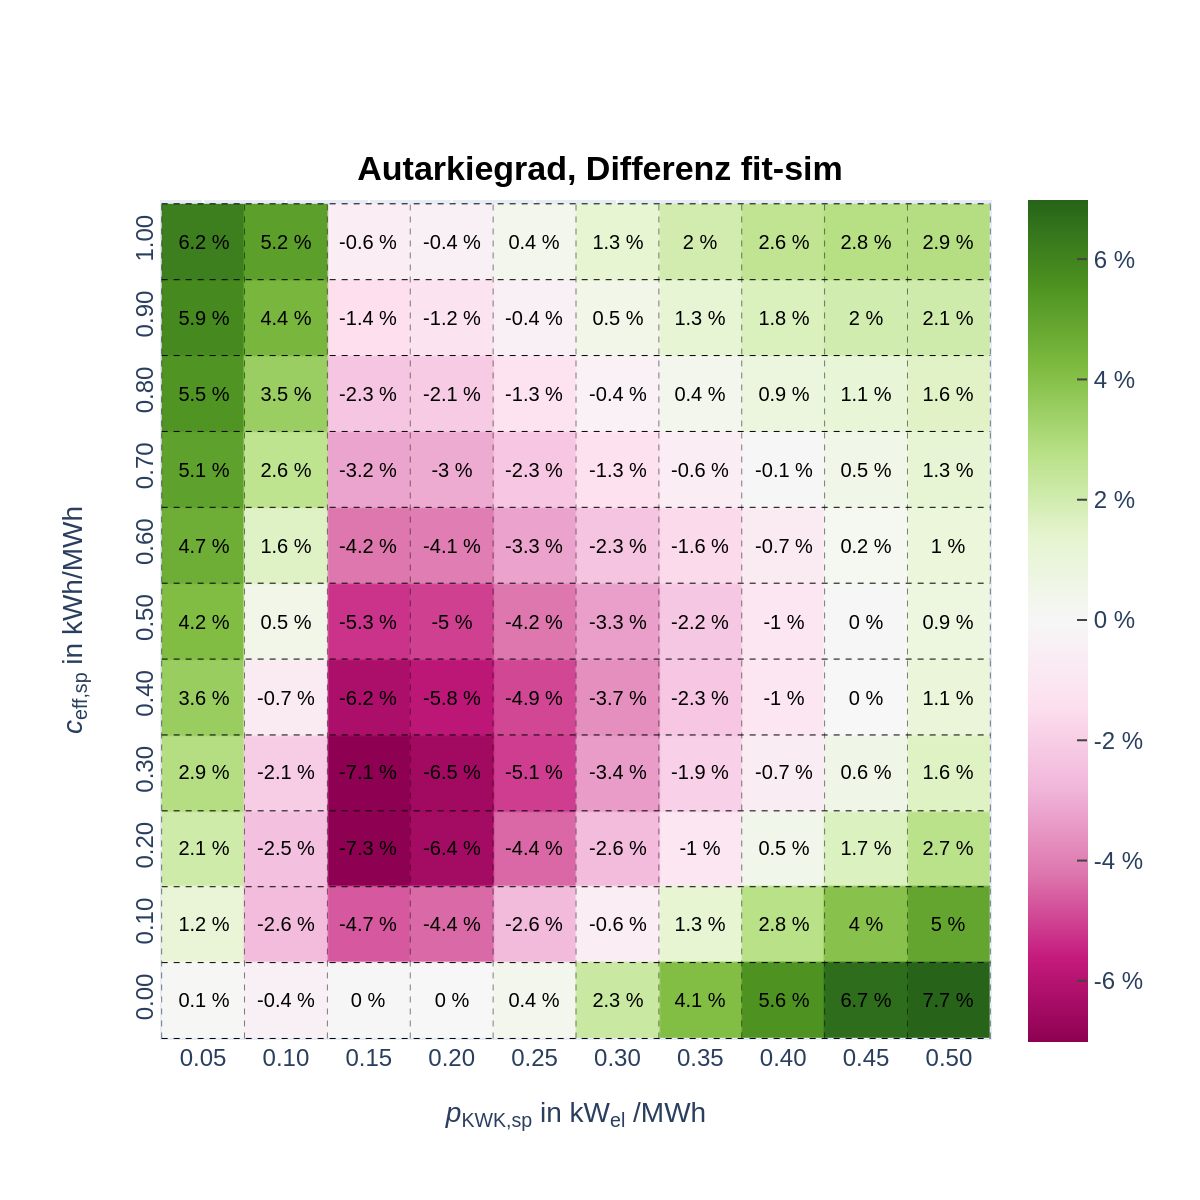 Autarkiegrad, Differenz fit-sim
1.00 6.2 % 5.2 % -0.6 % -0.4 % 0.4 % 1.3 % 2 % 2.6 % 2.8 % 2.9 %
0.90 5.9 % 4.4 % -1.4 % -1.2 % -0.4 % 0.5 % 1.3 % 1.8 % 2 % 2.1 %
0.80 5.5 % 3.5 % -2.3 % -2.1 % -1.3 % -0.4 % 0.4 % 0.9 % 1.1 % 1.6 %
0.70 5.1 % 2.6 % -3.2 % -3 % -2.3 % -1.3 % -0.6 % -0.1 % 0.5 % 1.3 %
0.60 4.7 % 1.6 % -4.2 % -4.1 % -3.3 % -2.3 % -1.6 % -0.7 % 0.2 % 1 %
0.50 4.2 % 0.5 % -5.3 % -5 % -4.2 % -3.3 % -2.2 % -1 % 0 % 0.9 %
0.40 3.6 % -0.7 % -6.2 % -5.8 % -4.9 % -3.7 % -2.3 % -1 % 0 % 1.1 %
0.30 2.9 % -2.1 % -7.1 % -6.5 % -5.1 % -3.4 % -1.9 % -0.7 % 0.6 % 1.6 %
0.20 2.1 % -2.5 % -7.3 % -6.4 % -4.4 % -2.6 % -1 % 0.5 % 1.7 % 2.7 %
0.10 1.2 % -2.6 % -4.7 % -4.4 % -2.6 % -0.6 % 1.3 % 2.8 % 4 % 5 %
0.00 0.1 % -0.4 % 0 % 0 % 0.4 % 2.3 % 4.1 % 5.6 % 6.7 % 7.7 %
0.05 0.10 0.15 0.20 0.25 0.30 0.35 0.40 0.45 0.50
pKWK,sp in kWel /MWh
ceff,sp in kWh/MWh
6 %
4 %
2 %
0 %
-2 %
-4 %
-6 %